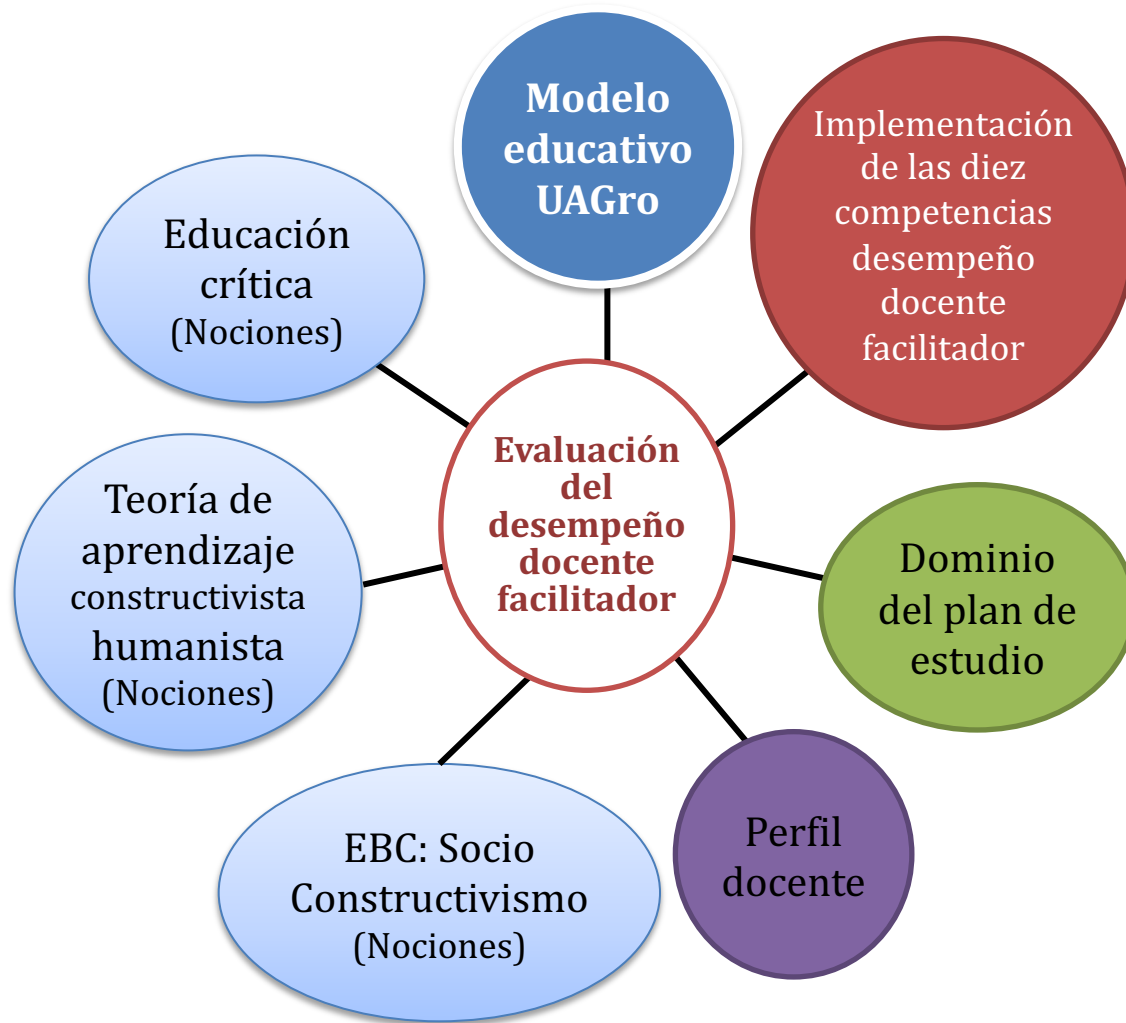 Modelo
educativo
UAGro
Implementación
de las diez
competencias
desempeño
docente
facilitador
Educación
crítica
(Nociones)
Evaluación
del
desempeño
docente
facilitador
Teoría de
aprendizaje
constructivista
humanista
(Nociones)
Dominio
del plan de
estudio
EBC: Socio
Constructivismo
(Nociones)
Perfil
docente